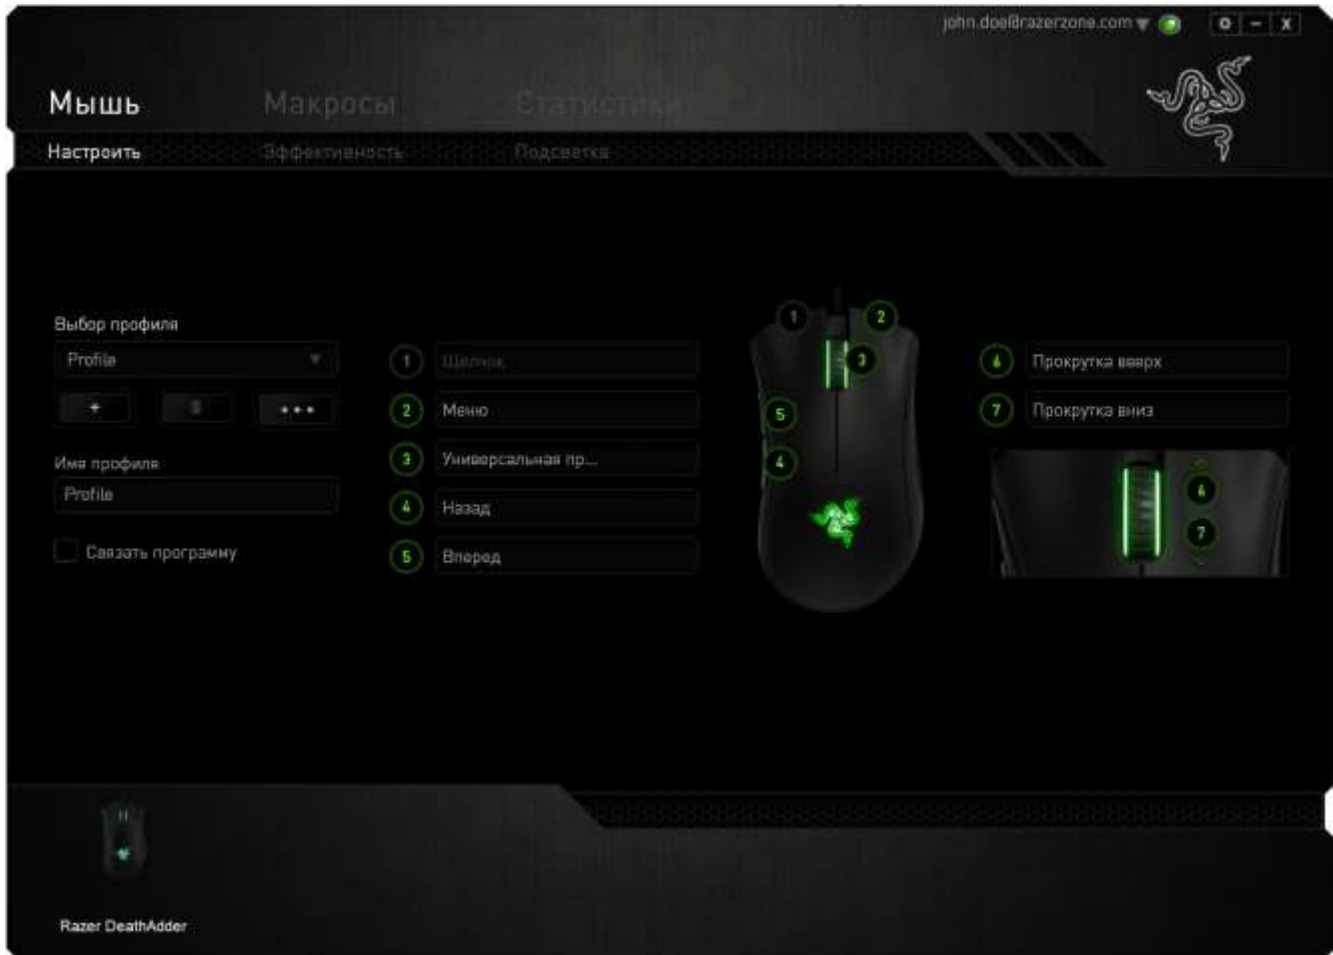 john.doe@razerzone.com
X
Мышь
Макросы
Статистики
Настроить
Эффективность
Подсветка
Выбор профиля
Profile
+
Имя профиля
Profile
Связать программу
1 Щелчок
2 Меню
3 Универсальная пр...
4 Назад
5 Вперед
1
2
3
5
4
6 Прокрутка вверх
7 Прокрутка вниз
6
7
Razer DeathAdder